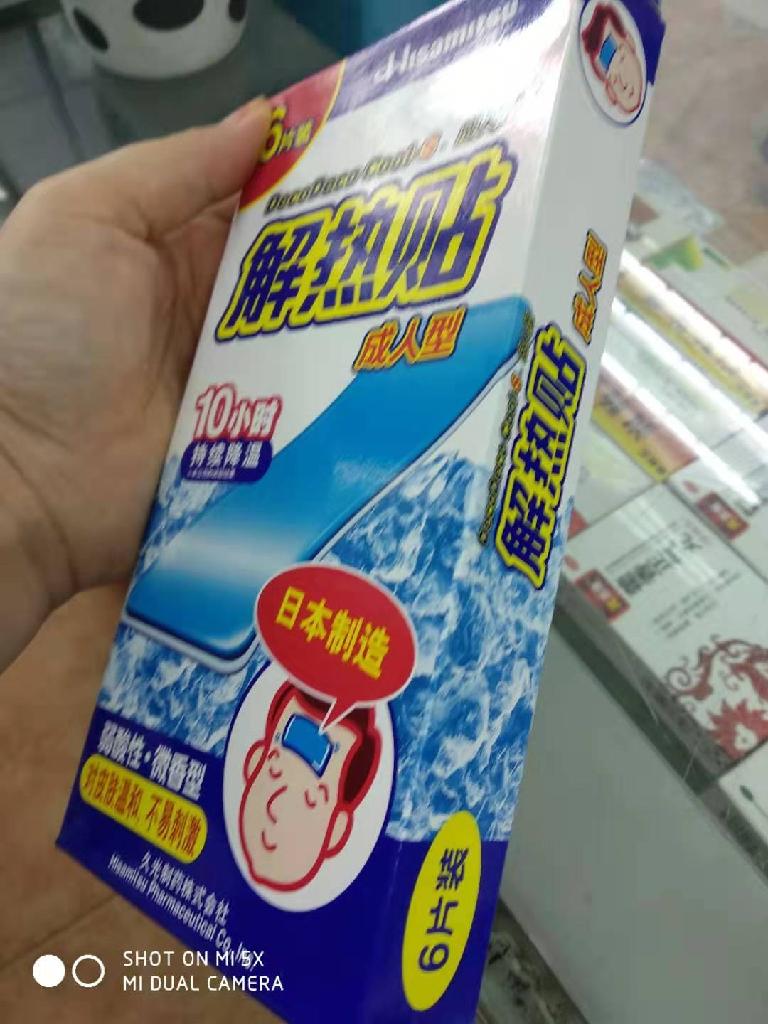 Hisamitsu
6片装
DocoDoco Cool·e
解热贴
成人型
10小时
持续降温
日本制造
弱酸性·微香型
对皮肤温和,不易刺激
久光制药株式会社
Hisamitsu Pharmaceutical Co.,Inc.
解热贴
成人型
6片装
SHOT ON MI 5X
MI DUAL CAMERA